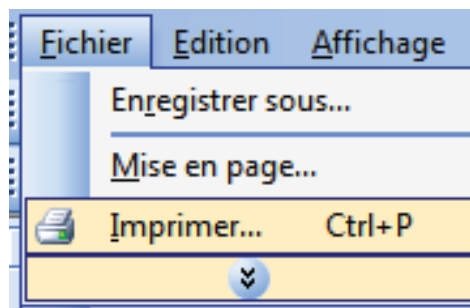 Fichier Edition Affichage
Enregistrer sous...
Mise en page...
Imprimer... Ctrl+P